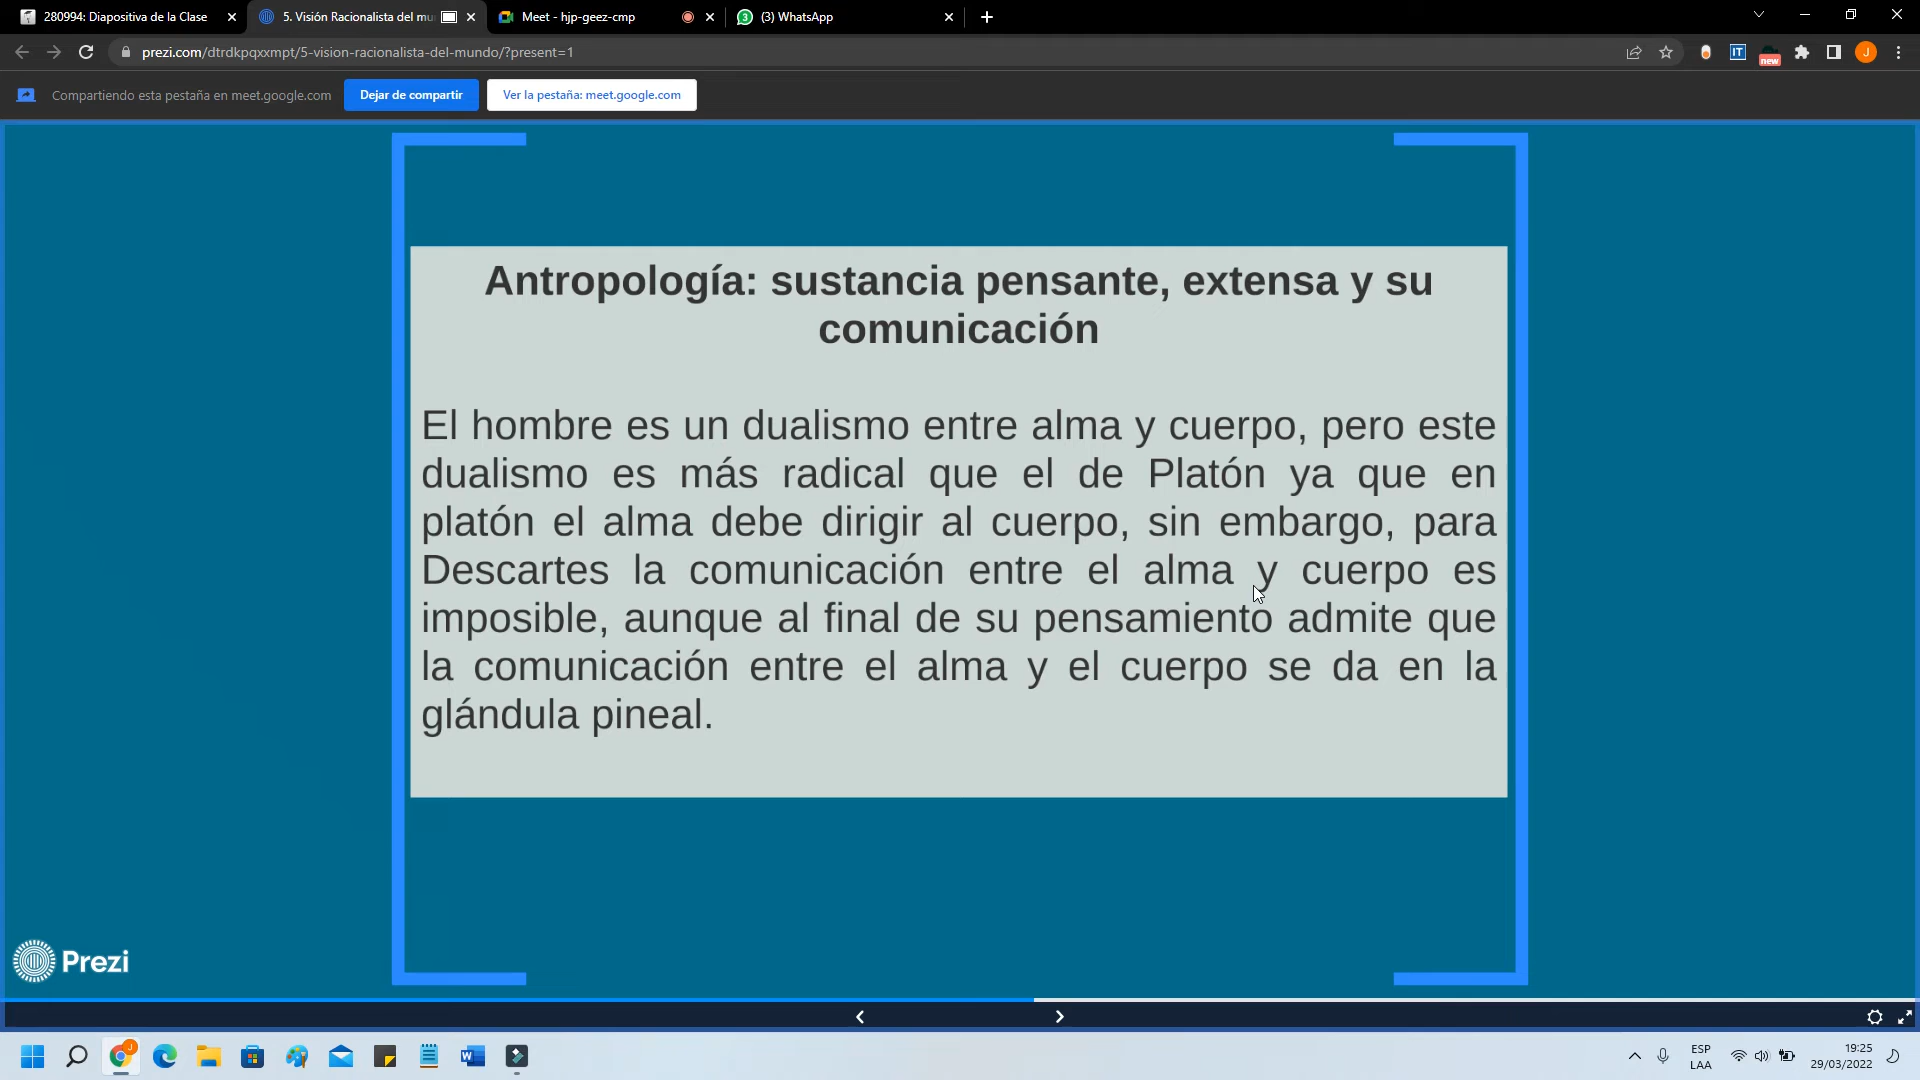 280994: Diapositiva de la Clase
5. Visión Racionalista del mu
Meet - hjp-geez-cmp
(3) WhatsApp
prezi.com/dtrdkpqxxmpt/5-vision-racionalista-del-mundo/?present=1
IT
new
J
Compartiendo esta pestaña en meet.google.com
Dejar de compartir
Ver la pestaña: meet.google.com
Antropología: sustancia pensante, extensa y su
comunicación
El hombre es un dualismo entre alma y cuerpo, pero este
dualismo es más radical que el de Platón ya que en
platón el alma debe dirigir al cuerpo, sin embargo, para
Descartes la comunicación entre el alma y cuerpo es
imposible, aunque al final de su pensamiento admite que
la comunicación entre el alma y el cuerpo se da en la
glándula pineal.
Prezi
ESP
LAA
19:25
29/03/2022